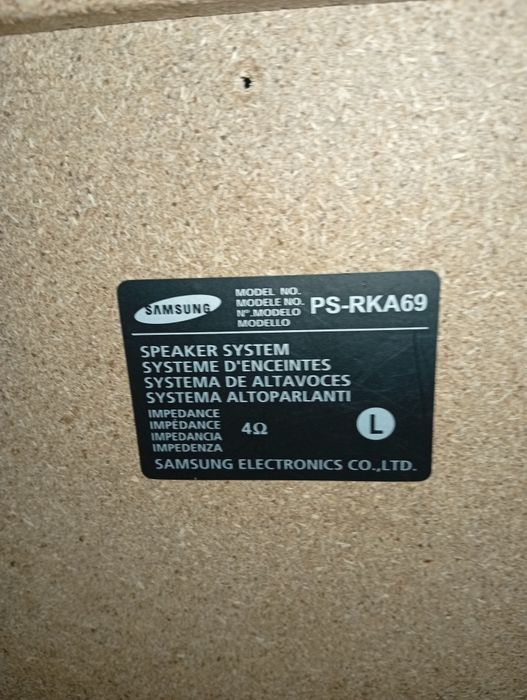 SAMSUNG
MODEL NO.
MODELE NO.
Nº.MODELO
MODELLO
PS-RKA69
SPEAKER SYSTEM
SYSTEME D'ENCEINTES
SYSTEMA DE ALTAVOCES
SYSTEMA ALTOPARLANTI
IMPEDANCE
IMPÉDANCE
IMPEDANCIA
IMPEDENZA
4Ω
L
SAMSUNG ELECTRONICS CO.,LTD.